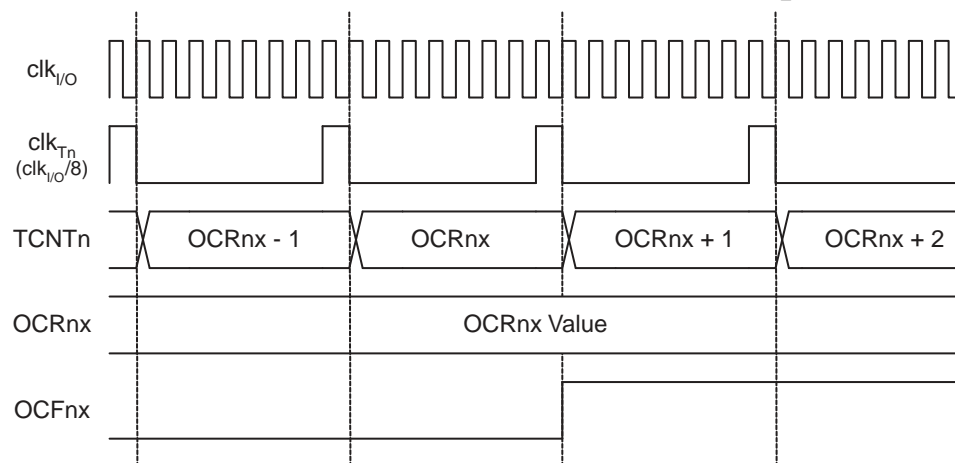 clkI/O
clkTn
(clkI/O/8)
TCNTn OCRnx - 1 OCRnx OCRnx + 1 OCRnx + 2
OCRnx OCRnx Value
OCFnx